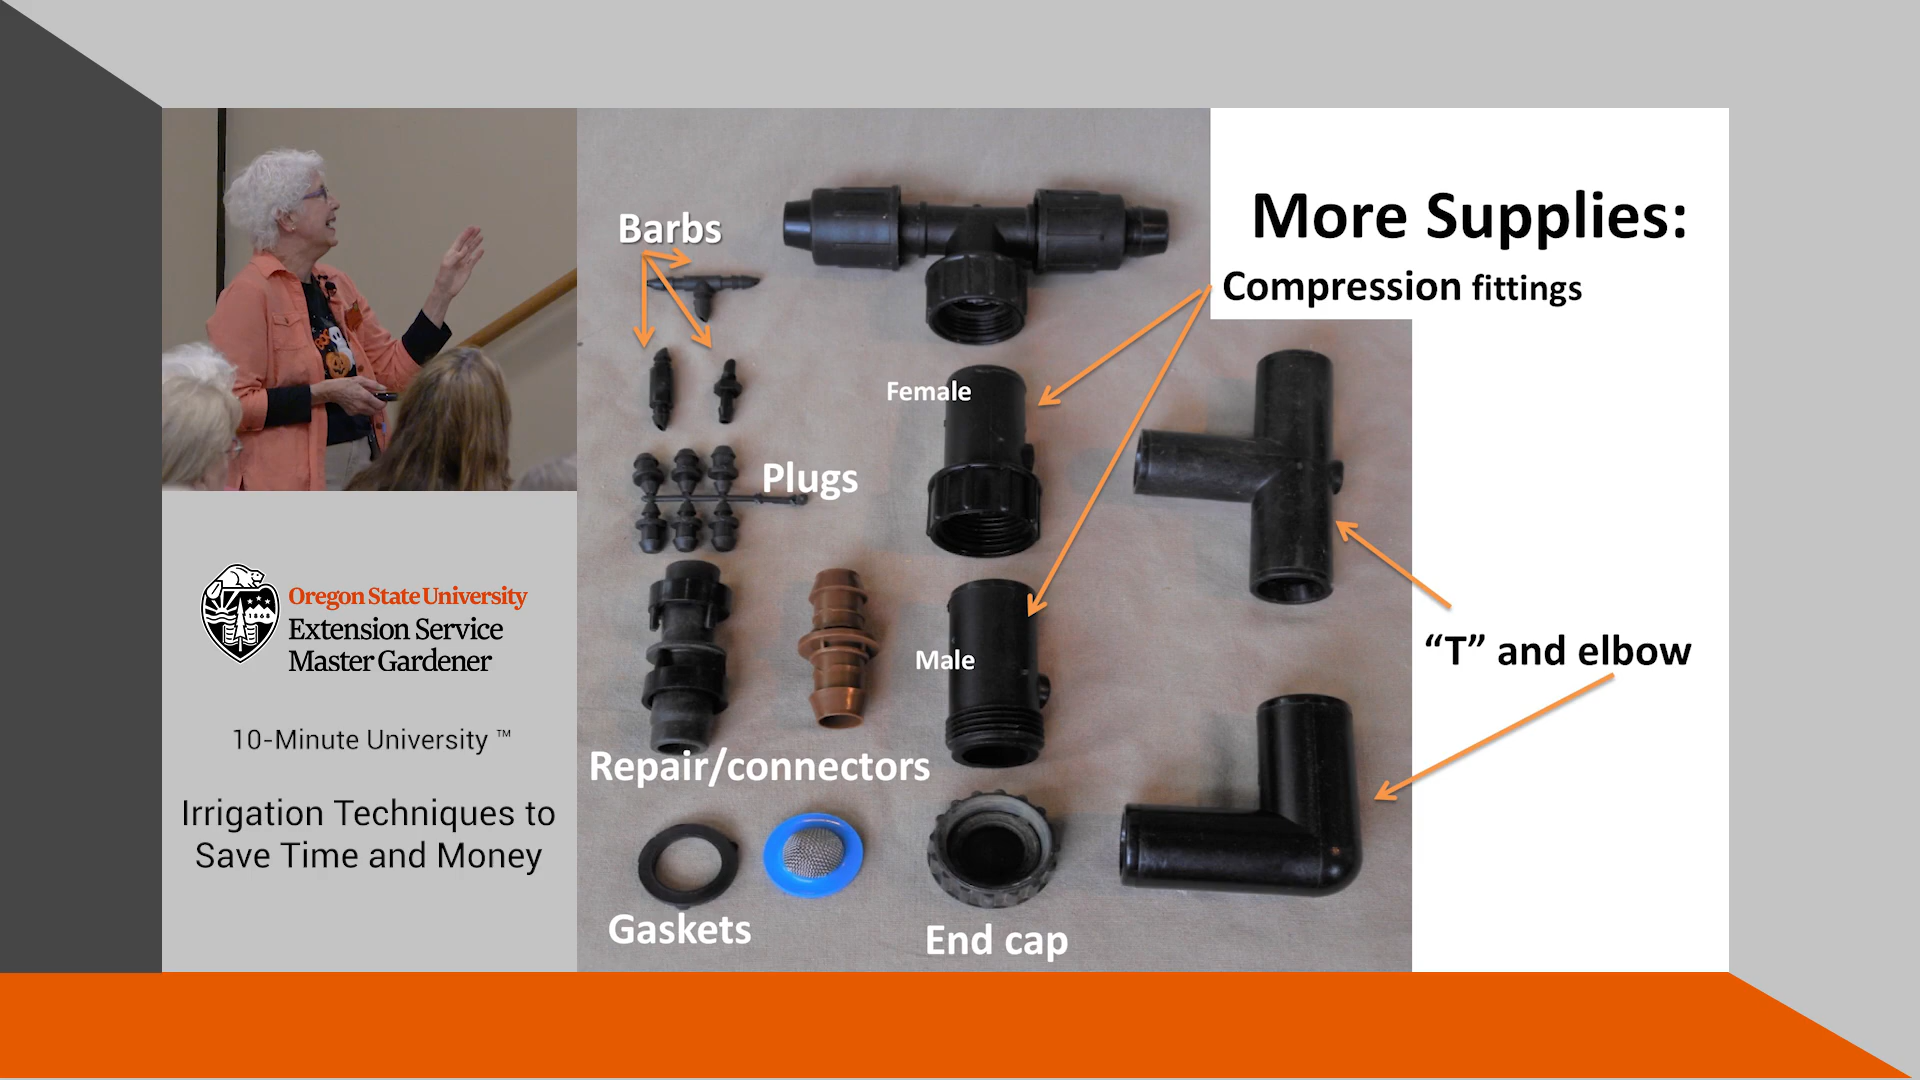 More Supplies:
Compression fittings
Barbs
Female
Plugs
Male
"T" and elbow
Repair/connectors
Gaskets
End cap
Oregon State University
Extension Service
Master Gardener
10-Minute University ™
Irrigation Techniques to
Save Time and Money